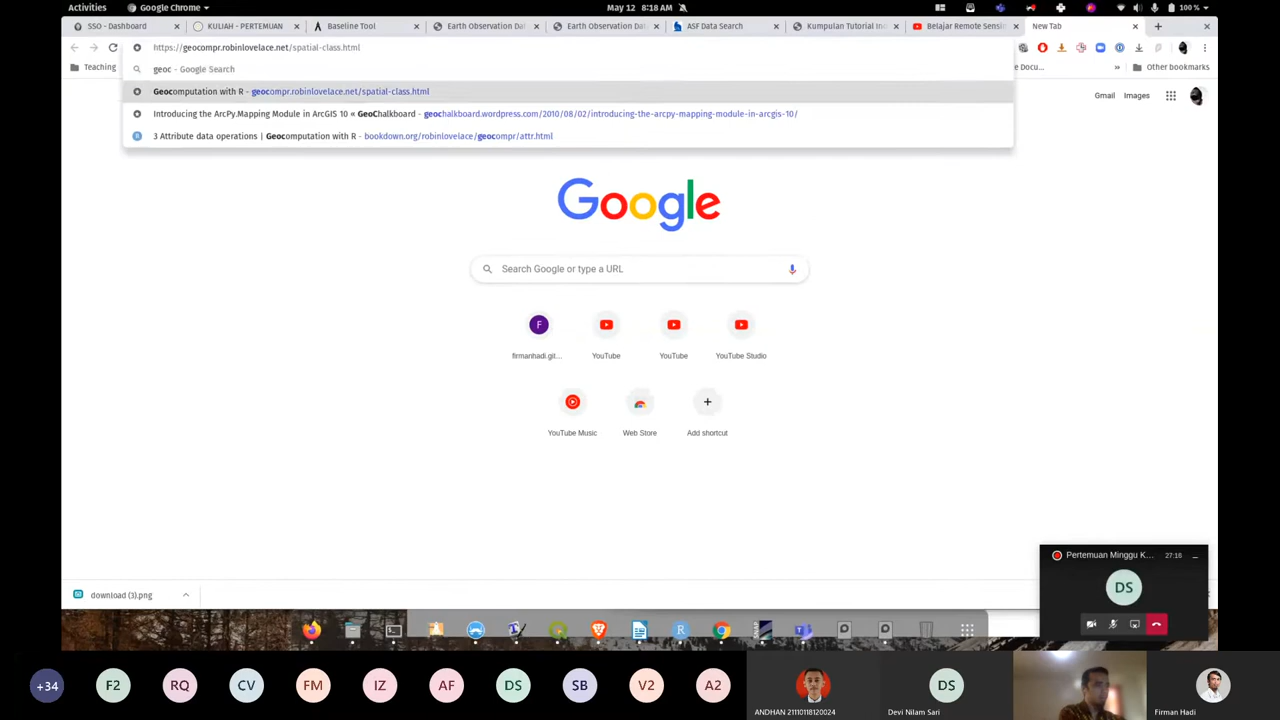 Activities
Google Chrome
May 12 8:18 AM
100 %
SSO - Dashboard
KULIAH - PERTEMUAN
Baseline Tool
Earth Observation Dat
Earth Observation Dat
ASF Data Search
Kumpulan Tutorial Ind
Belajar Remote Sensin
New Tab
https://geocompr.robinlovelace.net/spatial-class.html
geoc - Google Search
Teaching
Docu...
»
Other bookmarks
Geocomputation with R - geocompr.robinlovelace.net/spatial-class.html
Introducing the ArcPy.Mapping Module in ArcGIS 10 « GeoChalkboard - geochalkboard.wordpress.com/2010/08/02/introducing-the-arcpy-mapping-module-in-arcgis-10/
3 Attribute data operations | Geocomputation with R - bookdown.org/robinlovelace/geocompr/attr.html
Gmail
Images
Google
Search Google or type a URL
F
firmanhadi.git...
YouTube
YouTube
YouTube Studio
YouTube Music
Web Store
Add shortcut
Pertemuan Minggu K...
27:18
DS
download (3).png
+34
F2
RQ
CV
FM
IZ
AF
DS
SB
V2
A2
ANDHAN 21110118120024
DS
Devi Nilam Sari
Firman Hadi